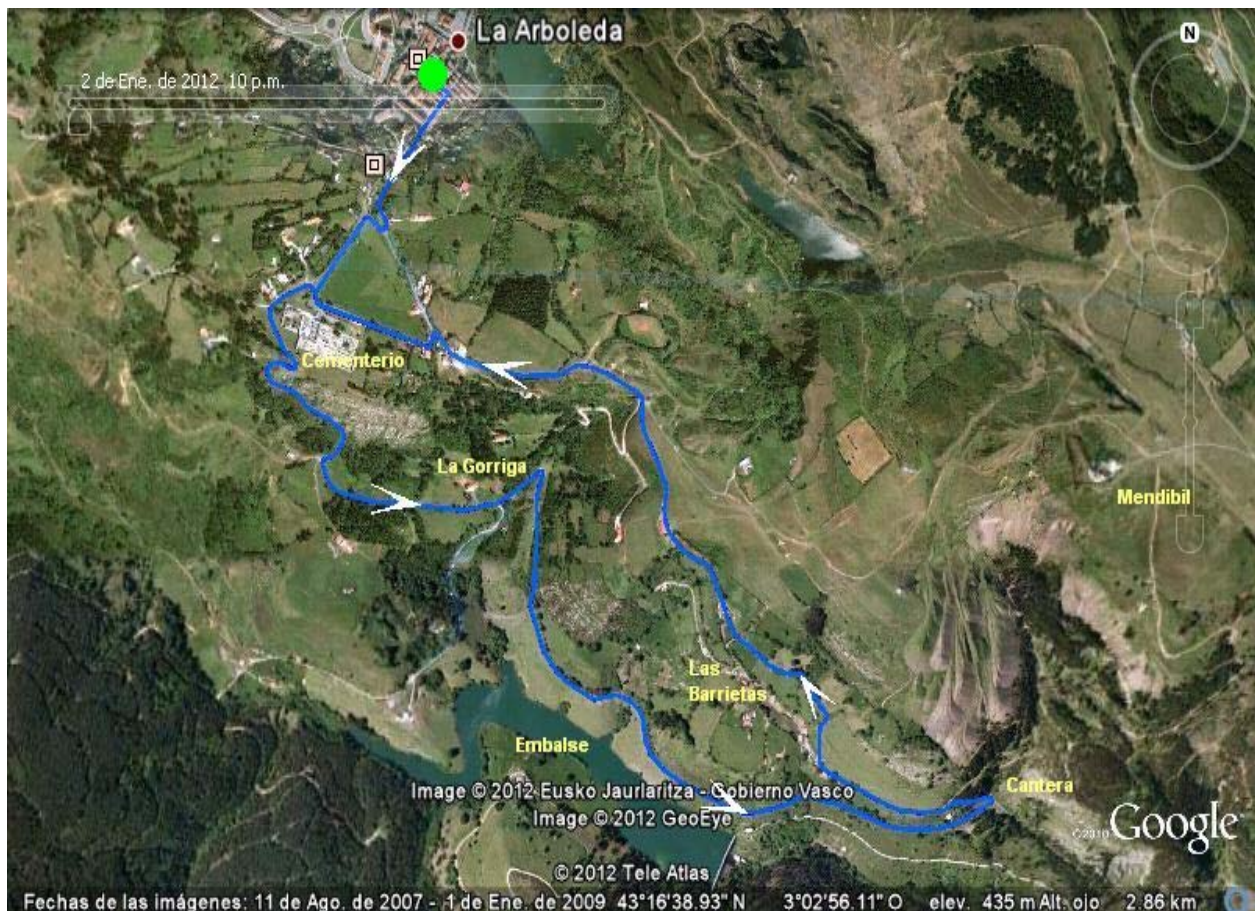 La Arboleda
N
2 de Ene. de 2012 10 p.m.
Cementerio
La Gorriga
Mendibil
Las
Barrietas
Embalse
Cantera
Image © 2012 Eusko Jaurlaritza - Gobierno Vasco
Image © 2012 GeoEye
©2010 Google
© 2012 Tele Atlas
Fechas de las imágenes: 11 de Ago. de 2007 - 1 de Ene. de 2009 43°16'38.93" N 3°02'56.11" O elev. 435 m Alt. ojo 2.86 km